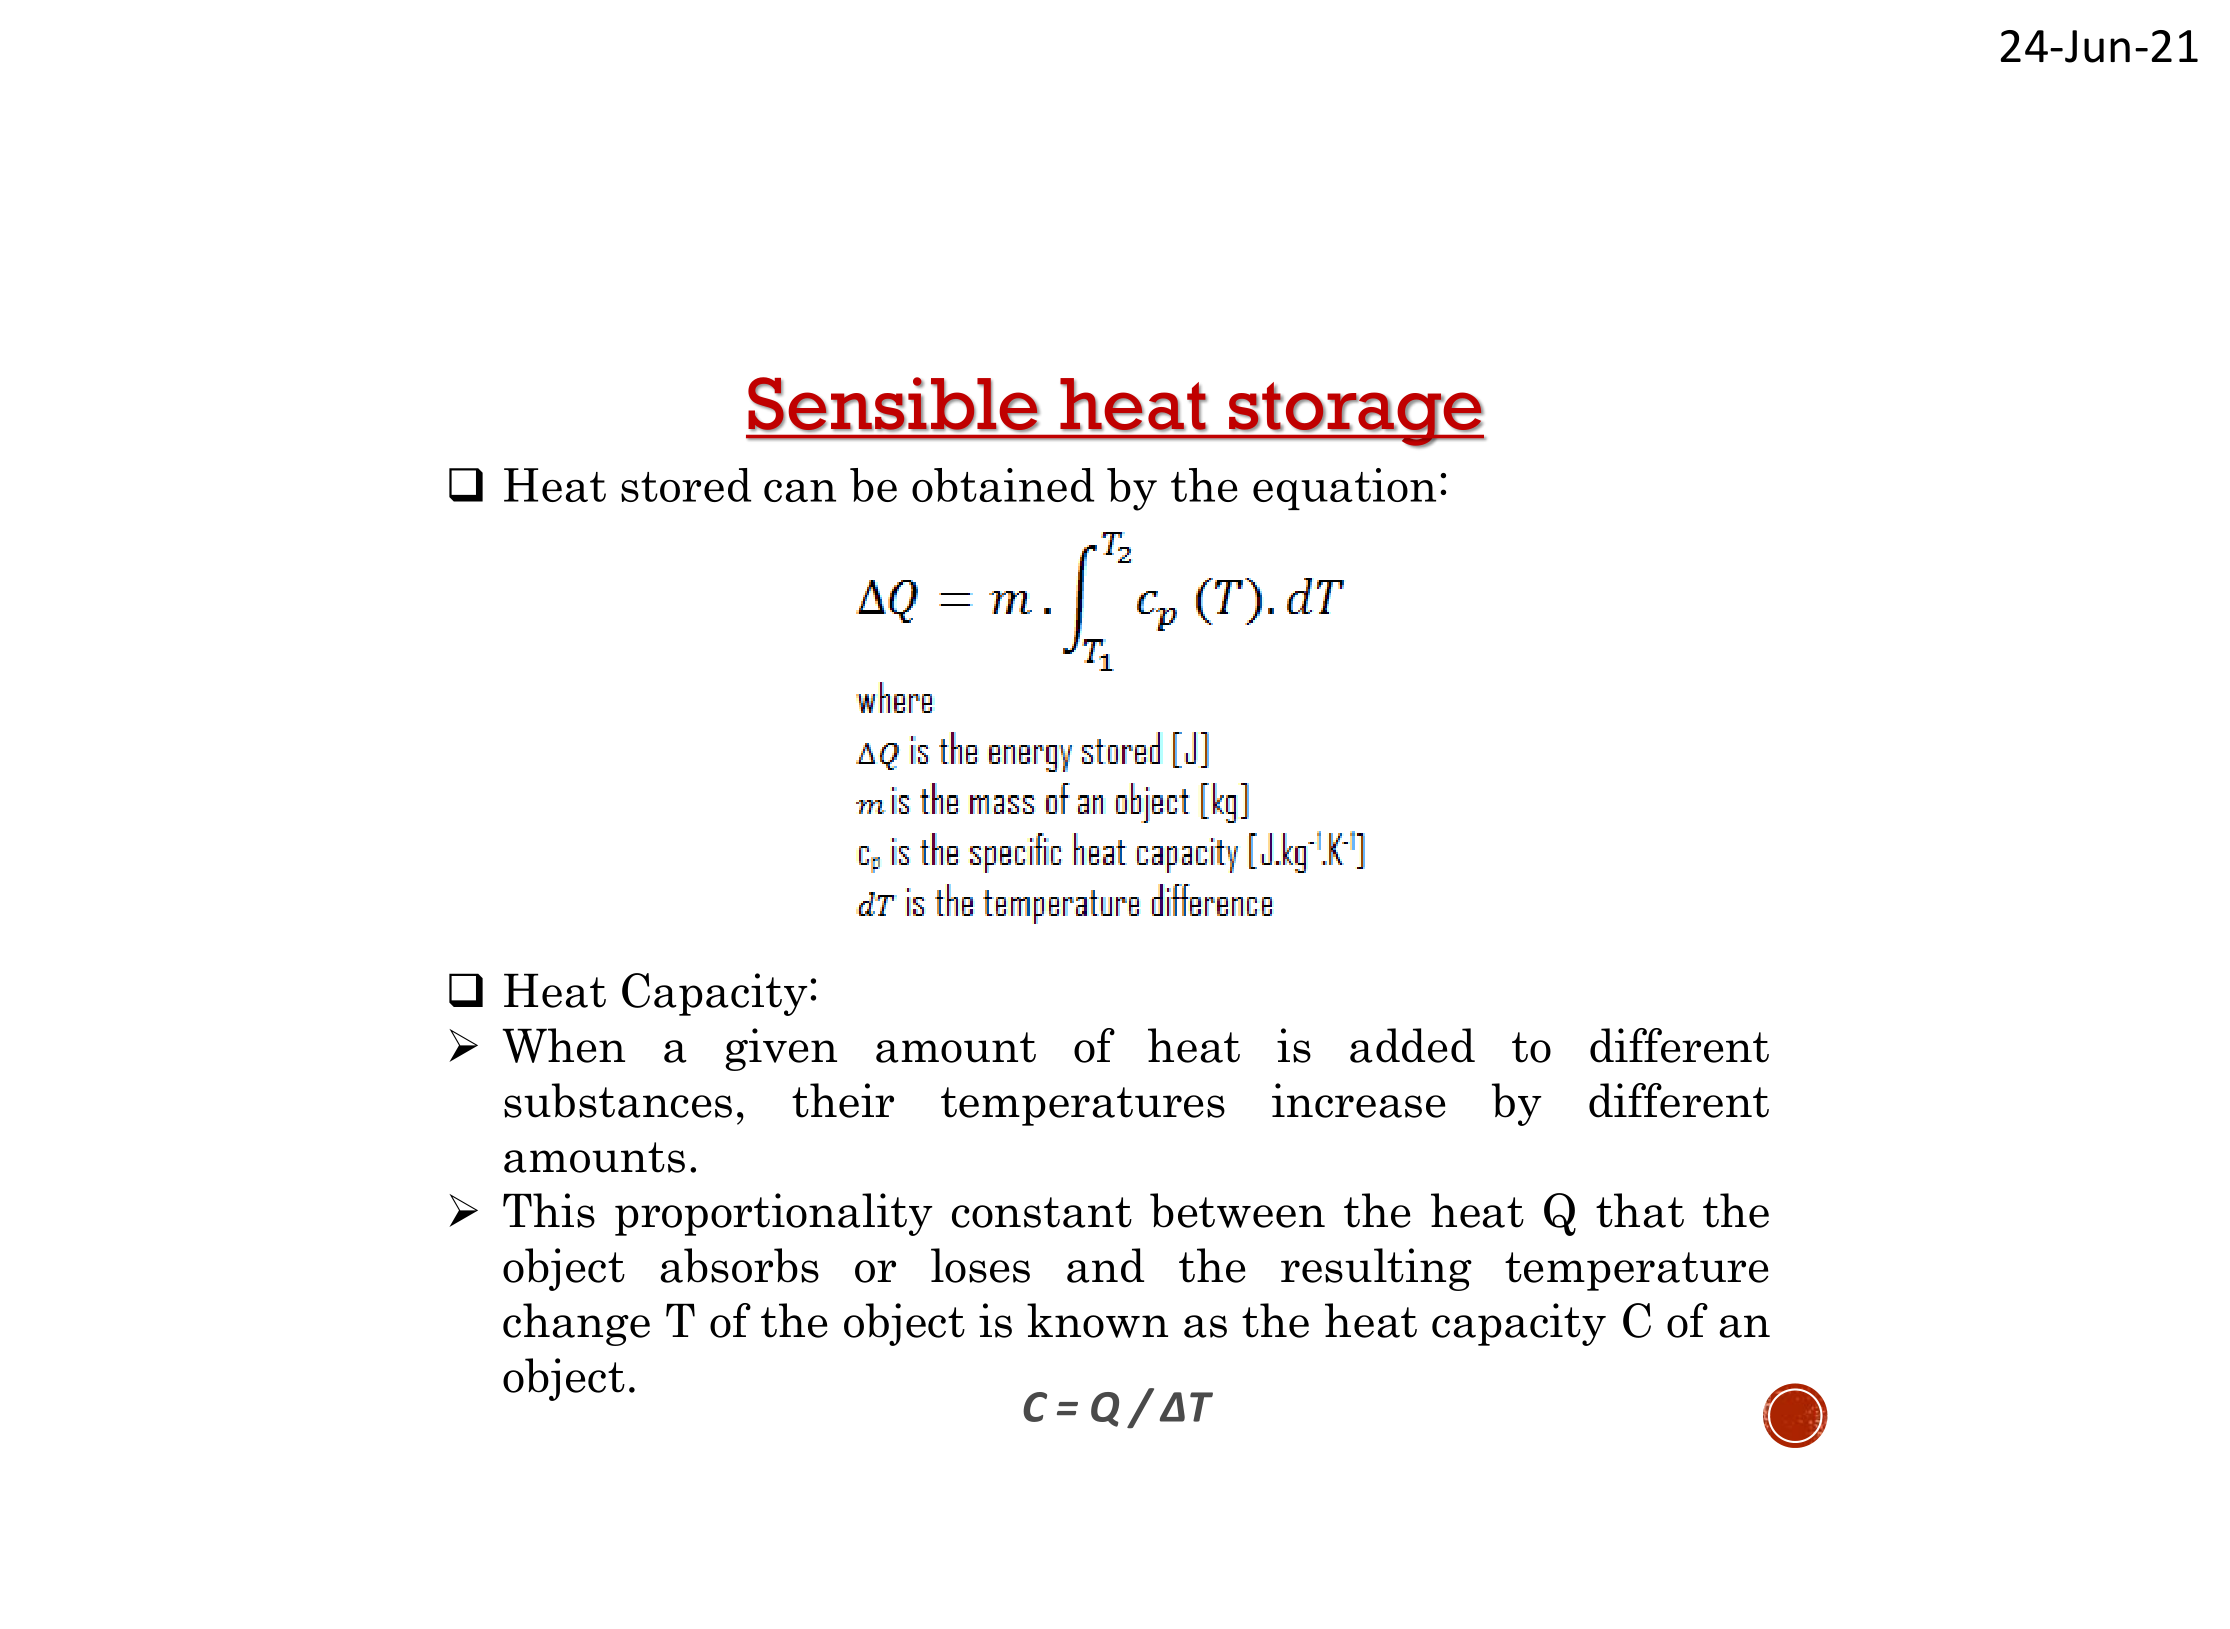 24-Jun-21
Sensible heat storage
❑ Heat stored can be obtained by the equation:
ΔQ = m . ∫_{T₁}^{T₂} c_p (T). dT
where
ΔQ is the energy stored [J]
m is the mass of an object [kg]
cₚ is the specific heat capacity [J.kg⁻¹.K⁻¹]
dT is the temperature difference
❑ Heat Capacity:
➢ When a given amount of heat is added to different
substances, their temperatures increase by different
amounts.
➢ This proportionality constant between the heat Q that the
object absorbs or loses and the resulting temperature
change T of the object is known as the heat capacity C of an
object.
C = Q / ΔT